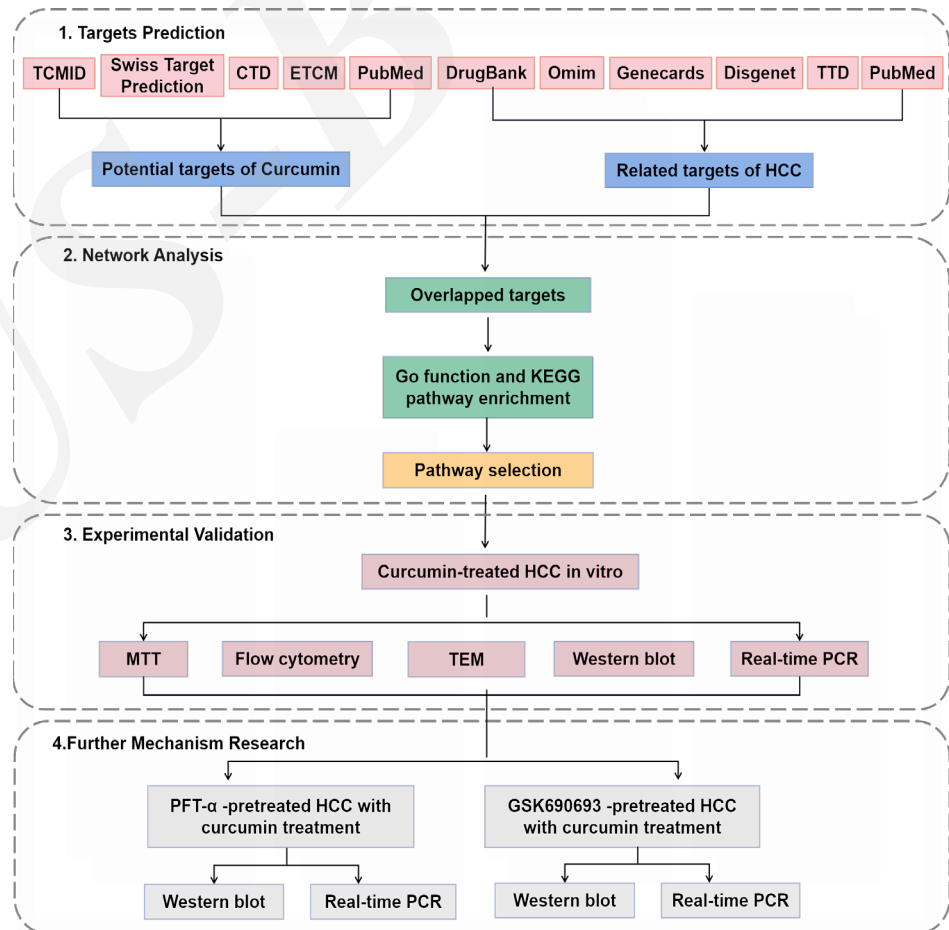 1. Targets Prediction
TCMID
Swiss Target
Prediction
CTD
ETCM
PubMed
DrugBank
Omim
Genecards
Disgenet
TTD
PubMed
Potential targets of Curcumin
Related targets of HCC
2. Network Analysis
Overlapped targets
Go function and KEGG
pathway enrichment
Pathway selection
3. Experimental Validation
Curcumin-treated HCC in vitro
MTT
Flow cytometry
TEM
Western blot
Real-time PCR
4.Further Mechanism Research
PFT-α -pretreated HCC with
curcumin treatment
GSK690693 -pretreated HCC
with curcumin treatment
Western blot
Real-time PCR
Western blot
Real-time PCR